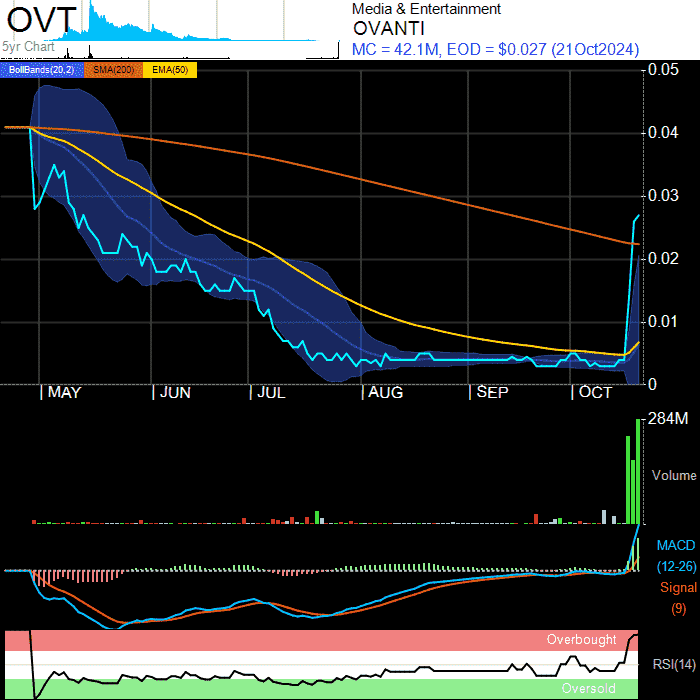 OVT
5yr Chart
Media & Entertainment
OVANTI
MC = 42.1M, EOD = $0.027 (21Oct2024)
BollBands(20,2) SMA(200) EMA(50)
0.05
0.04
0.03
0.02
0.01
0
MAY JUN JUL AUG SEP OCT
284M
Volume
MACD
(12-26)
Signal
(9)
Overbought
RSI(14)
Oversold